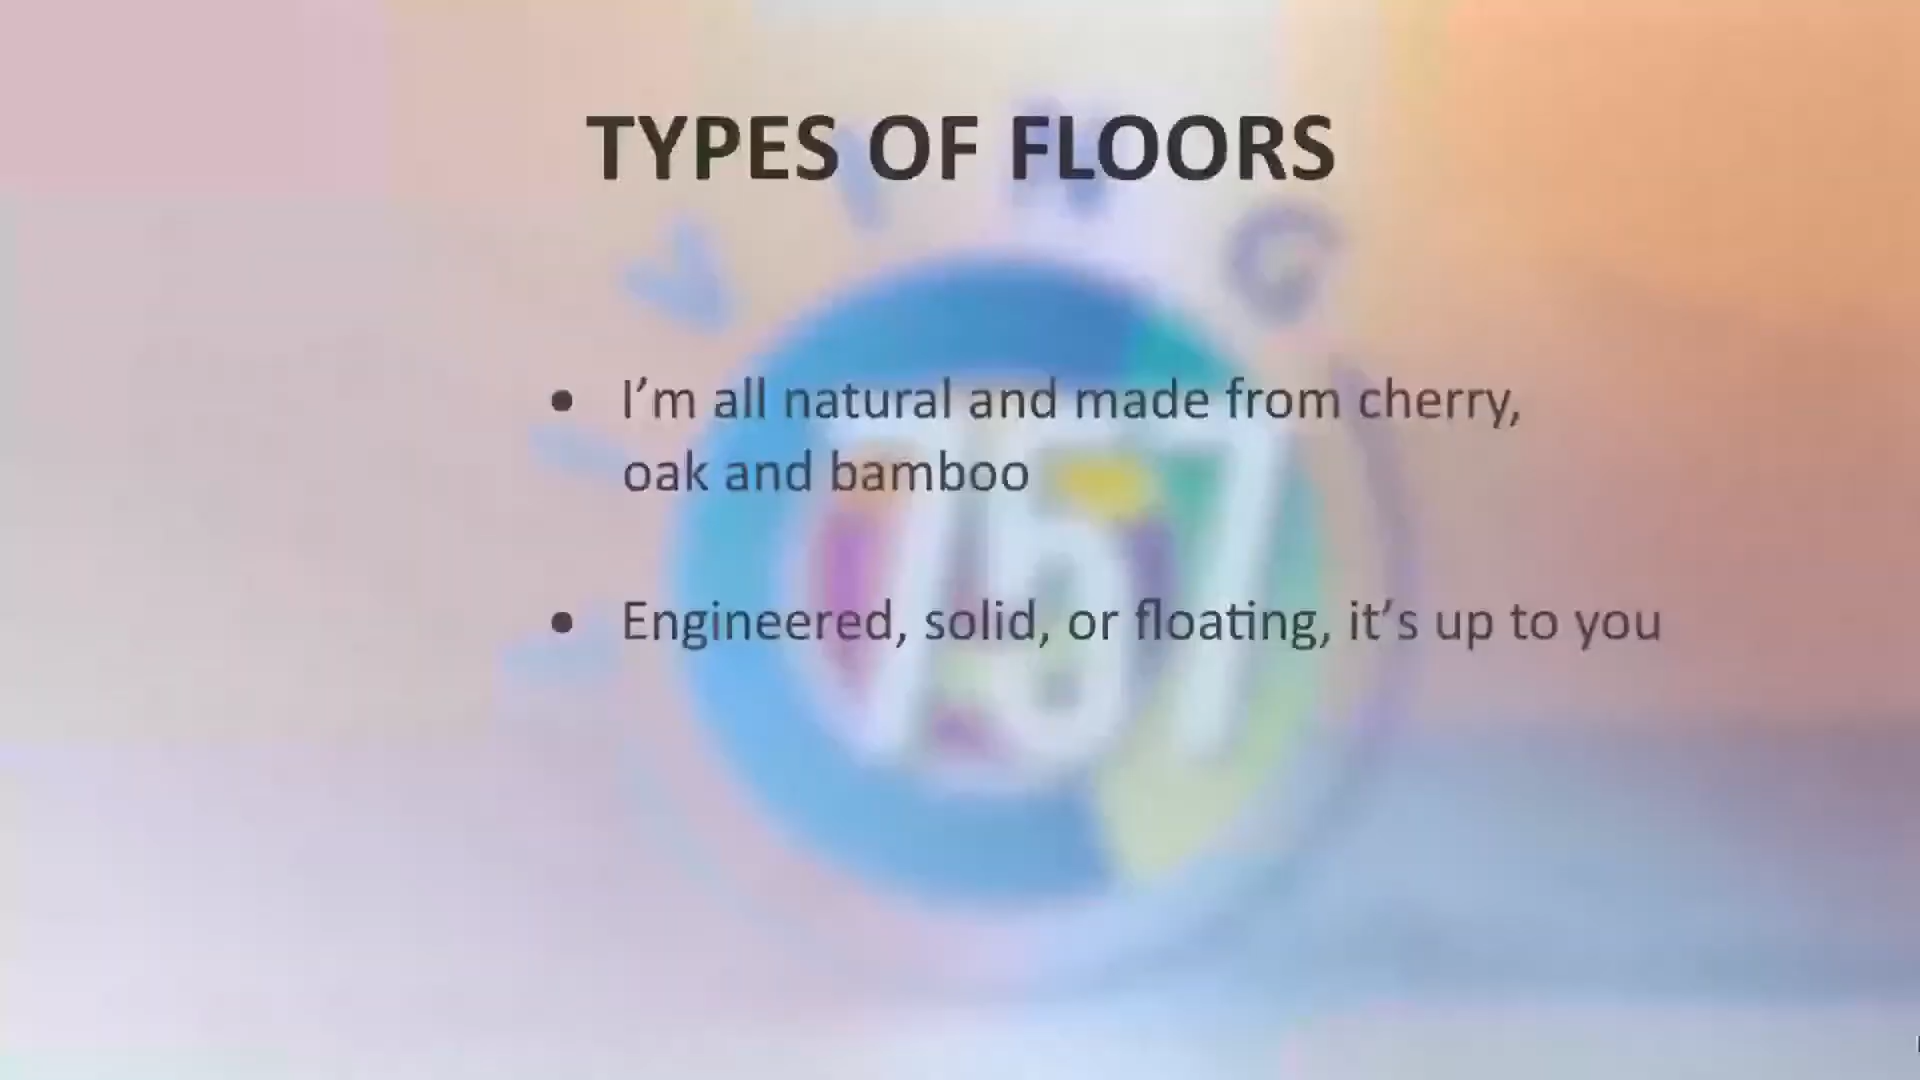 TYPES OF FLOORS
• I’m all natural and made from cherry,
oak and bamboo
• Engineered, solid, or floating, it’s up to you
757